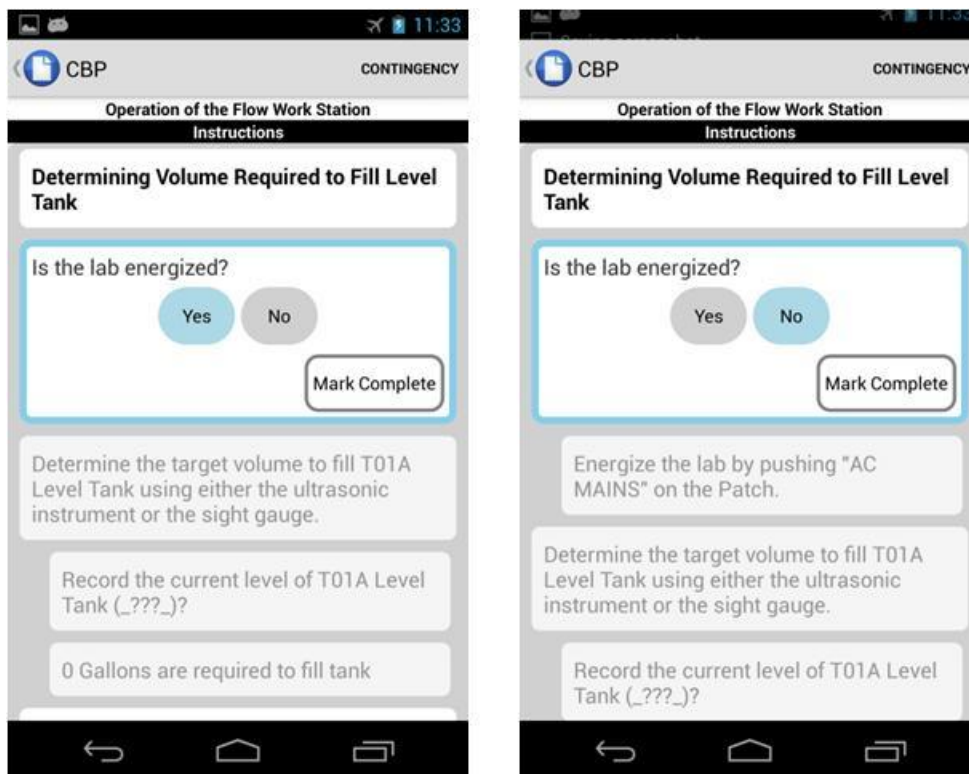 11:33
CBP
CONTINGENCY
Operation of the Flow Work Station
Instructions
Determining Volume Required to Fill Level
Tank
Is the lab energized?
Yes
No
Mark Complete
Determine the target volume to fill T01A
Level Tank using either the ultrasonic
instrument or the sight gauge.
Record the current level of T01A Level
Tank (_???_)?
0 Gallons are required to fill tank
11:33
Saving screenshot
CBP
CONTINGENCY
Operation of the Flow Work Station
Instructions
Determining Volume Required to Fill Level
Tank
Is the lab energized?
Yes
No
Mark Complete
Energize the lab by pushing "AC
MAINS" on the Patch.
Determine the target volume to fill T01A
Level Tank using either the ultrasonic
instrument or the sight gauge.
Record the current level of T01A Level
Tank (_???_)?